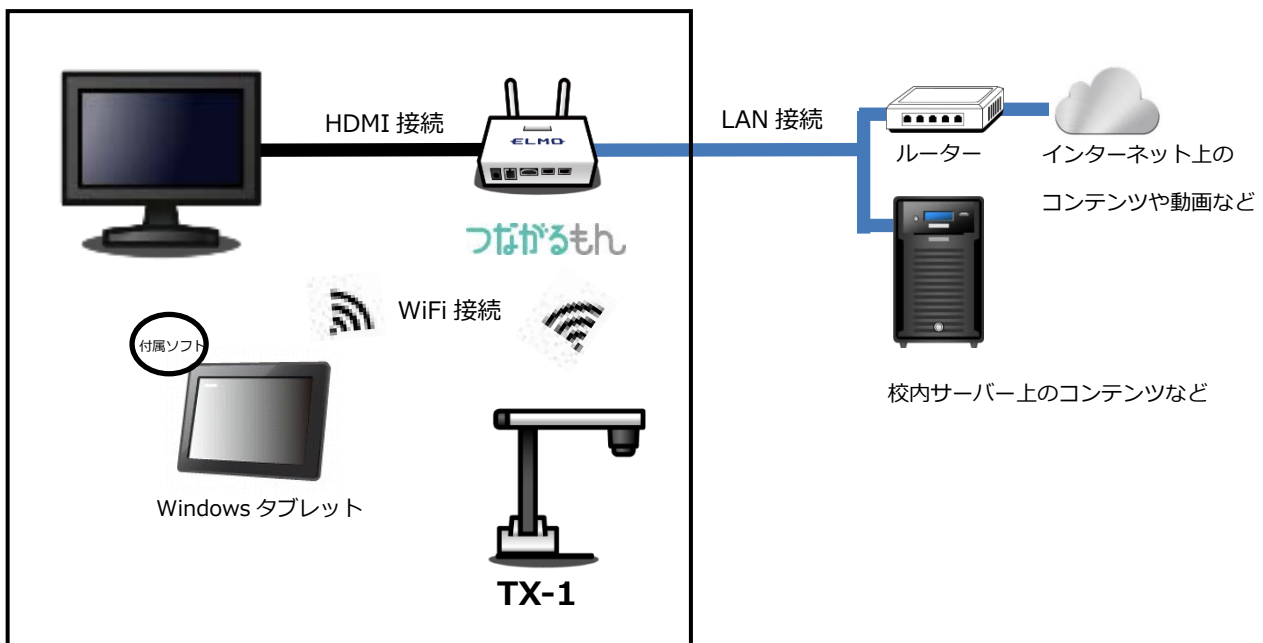 HDMI 接続
ELMO
つながるもん
LAN 接続
ルーター
インターネット上の
コンテンツや動画など
WiFi 接続
付属ソフト
Windows タブレット
TX-1
校内サーバー上のコンテンツなど